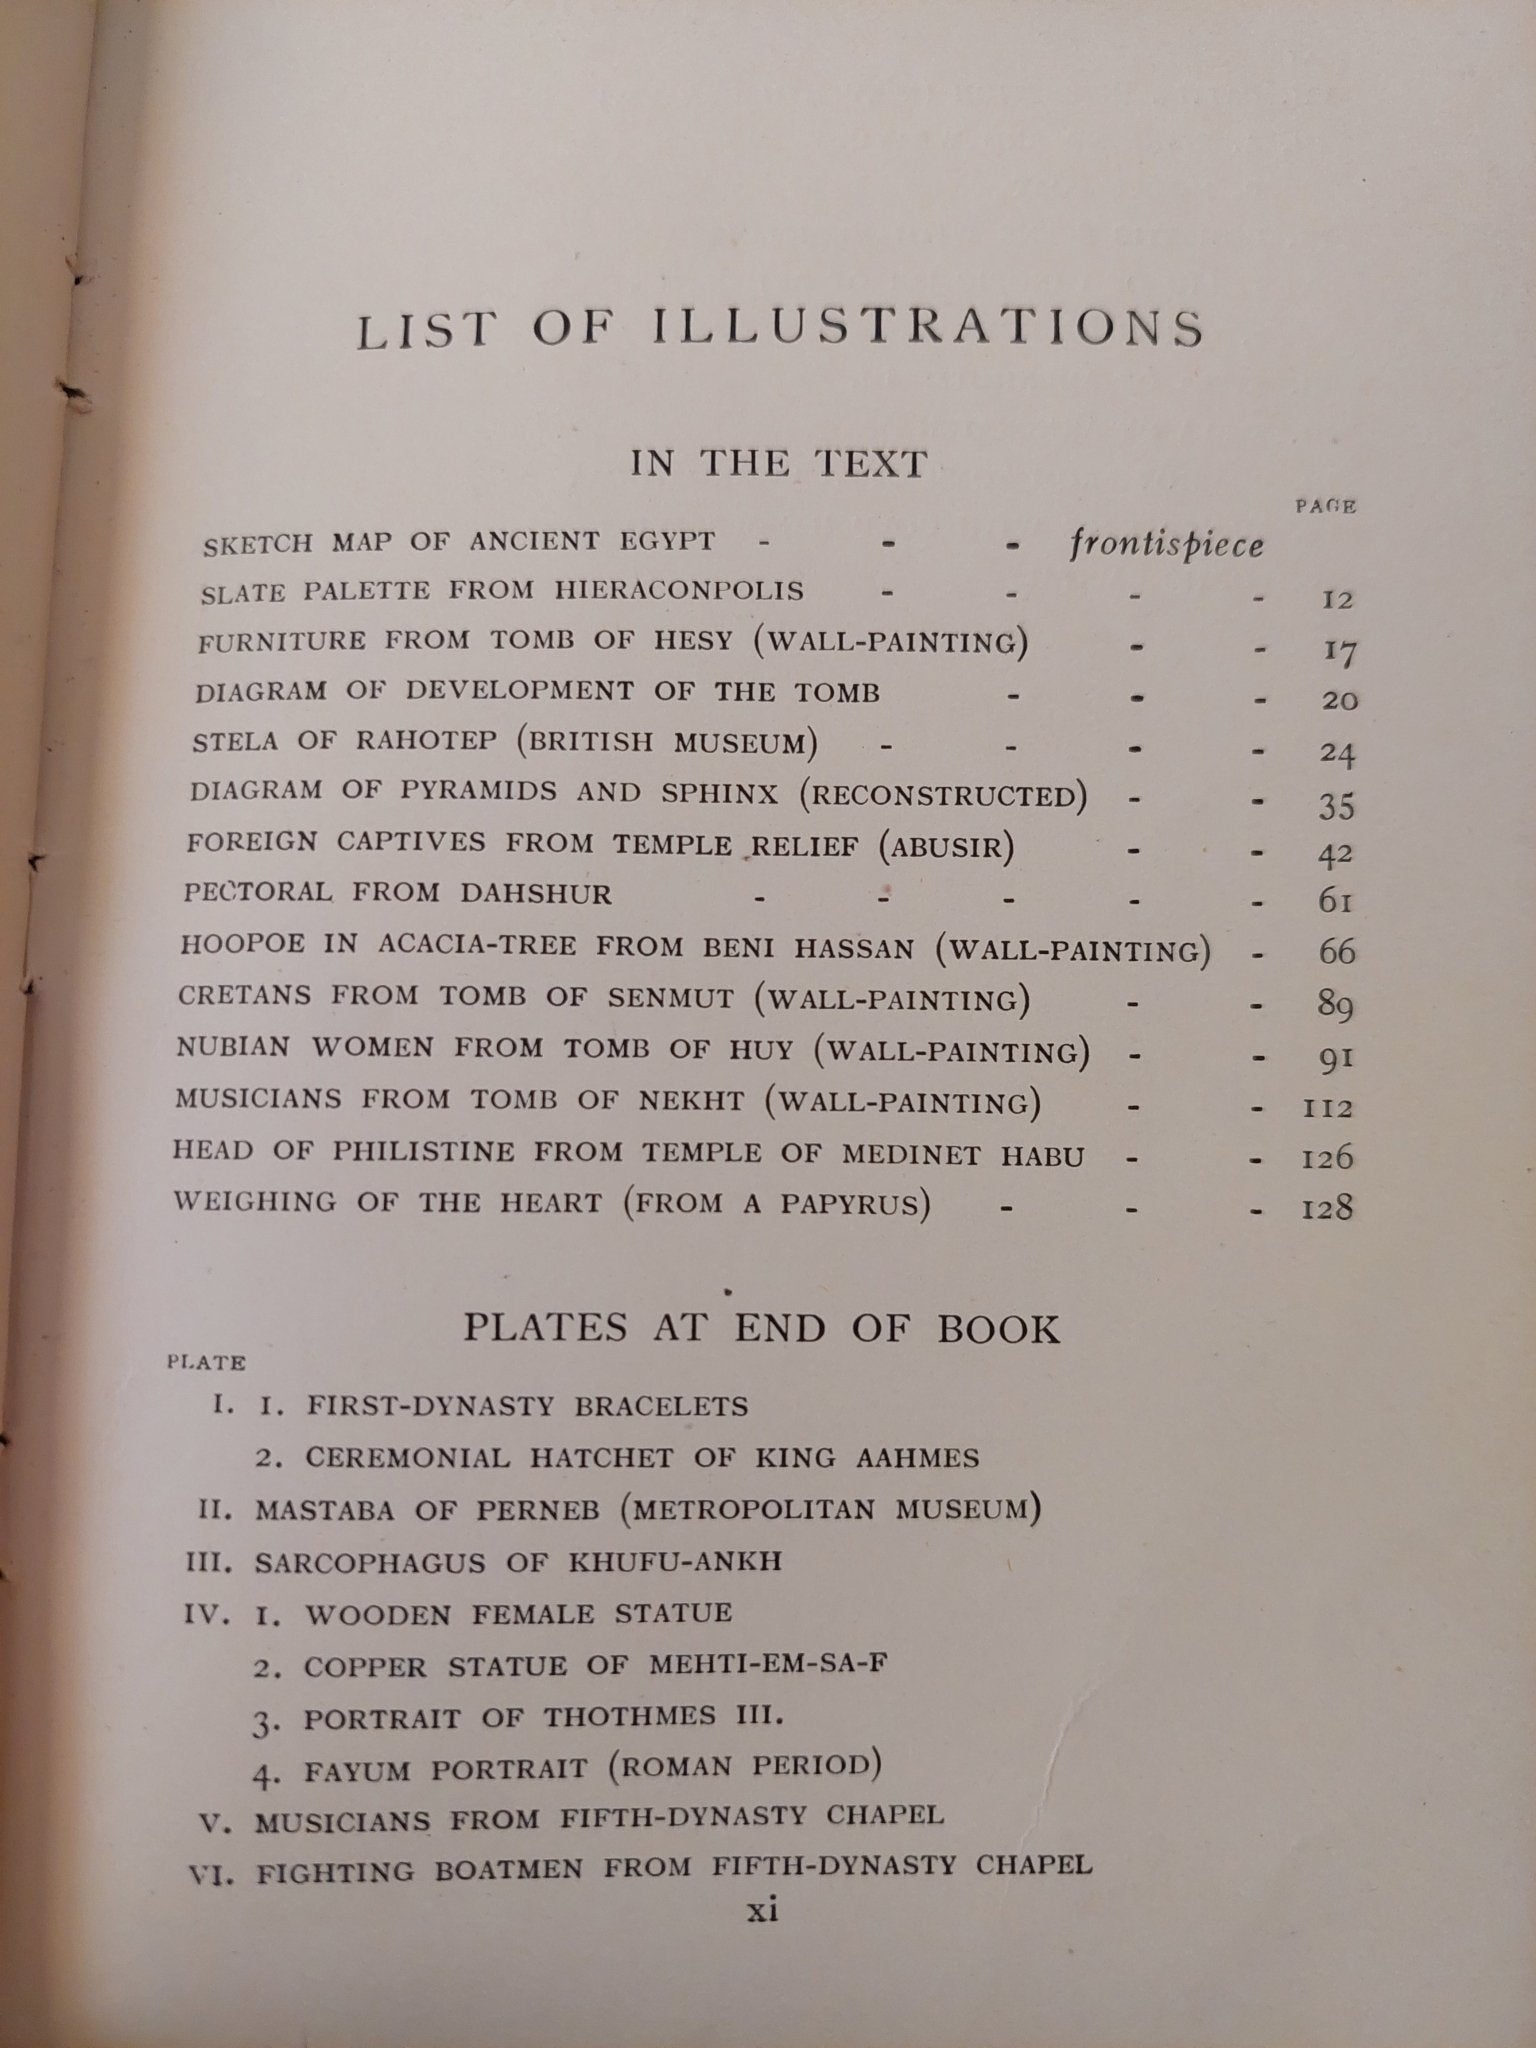 LIST OF ILLUSTRATIONS
IN THE TEXT
PAGE
SKETCH MAP OF ANCIENT EGYPT - - - frontispiece
SLATE PALETTE FROM HIERACONPOLIS - - - - 12
FURNITURE FROM TOMB OF HESY (WALL-PAINTING) - - 17
DIAGRAM OF DEVELOPMENT OF THE TOMB - - - 20
STELA OF RAHOTEP (BRITISH MUSEUM) - - - - 24
DIAGRAM OF PYRAMIDS AND SPHINX (RECONSTRUCTED) - - 35
FOREIGN CAPTIVES FROM TEMPLE RELIEF (ABUSIR) - - 42
PECTORAL FROM DAHSHUR - - - - - 61
HOOPOE IN ACACIA-TREE FROM BENI HASSAN (WALL-PAINTING) - 66
CRETANS FROM TOMB OF SENMUT (WALL-PAINTING) - - 89
NUBIAN WOMEN FROM TOMB OF HUY (WALL-PAINTING) - - 91
MUSICIANS FROM TOMB OF NEKHT (WALL-PAINTING) - - 112
HEAD OF PHILISTINE FROM TEMPLE OF MEDINET HABU - - 126
WEIGHING OF THE HEART (FROM A PAPYRUS) - - - 128
PLATES AT END OF BOOK
PLATE
I. 1. FIRST-DYNASTY BRACELETS
2. CEREMONIAL HATCHET OF KING AAHMES
II. MASTABA OF PERNEB (METROPOLITAN MUSEUM)
III. SARCOPHAGUS OF KHUFU-ANKH
IV. 1. WOODEN FEMALE STATUE
2. COPPER STATUE OF MEHTI-EM-SA-F
3. PORTRAIT OF THOTHMES III.
4. FAYUM PORTRAIT (ROMAN PERIOD)
V. MUSICIANS FROM FIFTH-DYNASTY CHAPEL
VI. FIGHTING BOATMEN FROM FIFTH-DYNASTY CHAPEL
xi